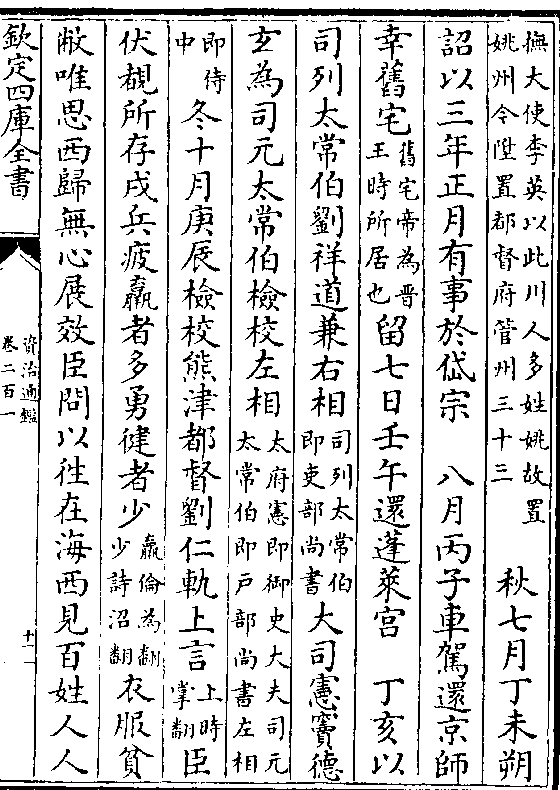 撫大使李英以此川人多姓姚故置
姚州令陞置都督府管州三十三
秋七月丁未朔
詔以三年正月有事於岱宗 八月丙子車駕還京師
幸舊宅
舊宅帝為晉
王時所居也
留七日壬午還蓬萊宫 丁亥以
司列太常伯劉祥道兼右相
司列太常伯
即吏部尚書
大司憲竇德
玄為司元太常伯檢校左相
太府憲即御史大夫司元
太常伯即戸部尚書左相
即侍
中
冬十月庚辰檢校熊津都督劉仁軌上言
上時
掌翻
臣
伏覩所存戍兵疲羸者多勇健者少
羸倫為翻
少詩沼翻
衣服貧
敝唯思西歸無心展效臣問以往在海西見百姓人人
欽定四庫全書
資治通鑑
卷二百一
十一